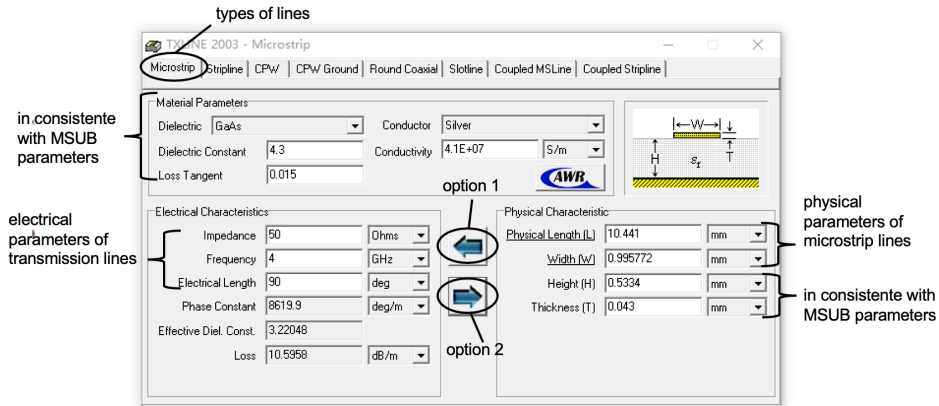 types of lines
TXLINE 2003 - Microstrip
Microstrip Stripline CPW CPW Ground Round Coaxial Slotline Coupled MSLine Coupled Stripline
in consistente
with MSUB
parameters
Material Parameters
Dielectric GaAs Conductor Silver
Dielectric Constant 4.3 Conductivity 4.1E+07 S/m
Loss Tangent 0.015
AWR
W
H
εr
T
option 1
electrical
parameters of
transmission lines
Electrical Characteristics
Impedance 50 Ohms
Frequency 4 GHz
Electrical Length 90 deg
Phase Constant 8619.9 deg/m
Effective Diel. Const. 3.22048
Loss 10.5958 dB/m
option 2
Physical Characteristic
Physical Length (L) 10.441 mm
Width (W) 0.995772 mm
Height (H) 0.5334 mm
Thickness (T) 0.043 mm
physical
parameters of
microstrip lines
in consistente with
MSUB parameters